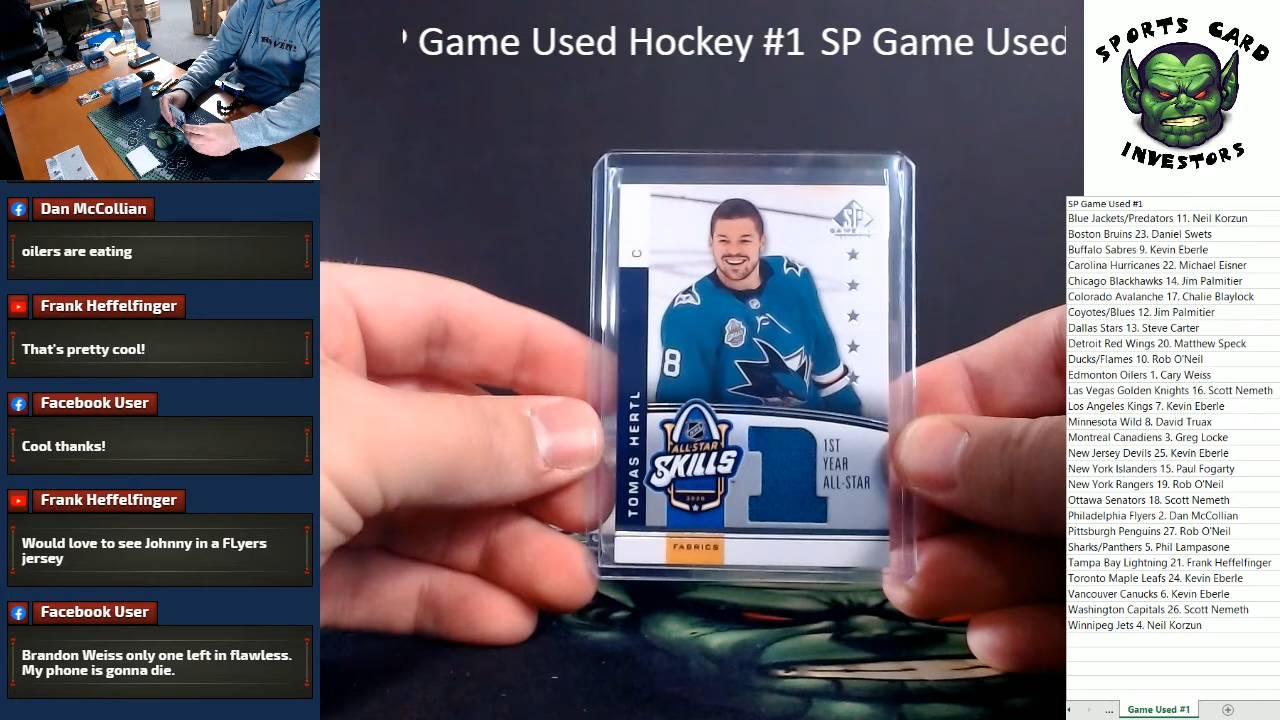 Game Used Hockey #1 SP Game Used
SPORTS CARD
INVESTORS
Dan McCollian
oilers are eating
Frank Heffelfinger
That's pretty cool!
Facebook User
Cool thanks!
Frank Heffelfinger
Would love to see Johnny in a FLyers
jersey
Facebook User
Brandon Weiss only one left in flawless.
My phone is gonna die.
C
SP
TOMAS HERTL
8
ALL-STAR
SKILLS
2020
1ST
YEAR
ALL-STAR
FABRICS
SP Game Used #1
Blue Jackets/Predators 11. Neil Korzun
Boston Bruins 23. Daniel Swets
Buffalo Sabres 9. Kevin Eberle
Carolina Hurricanes 22. Michael Eisner
Chicago Blackhawks 14. Jim Palmitier
Colorado Avalanche 17. Chalie Blaylock
Coyotes/Blues 12. Jim Palmitier
Dallas Stars 13. Steve Carter
Detroit Red Wings 20. Matthew Speck
Ducks/Flames 10. Rob O'Neil
Edmonton Oilers 1. Cary Weiss
Las Vegas Golden Knights 16. Scott Nemeth
Los Angeles Kings 7. Kevin Eberle
Minnesota Wild 8. David Truax
Montreal Canadiens 3. Greg Locke
New Jersey Devils 25. Kevin Eberle
New York Islanders 15. Paul Fogarty
New York Rangers 19. Rob O'Neil
Ottawa Senators 18. Scott Nemeth
Philadelphia Flyers 2. Dan McCollian
Pittsburgh Penguins 27. Rob O'Neil
Sharks/Panthers 5. Phil Lampasone
Tampa Bay Lightning 21. Frank Heffelfinger
Toronto Maple Leafs 24. Kevin Eberle
Vancouver Canucks 6. Kevin Eberle
Washington Capitals 26. Scott Nemeth
Winnipeg Jets 4. Neil Korzun
... Game Used #1